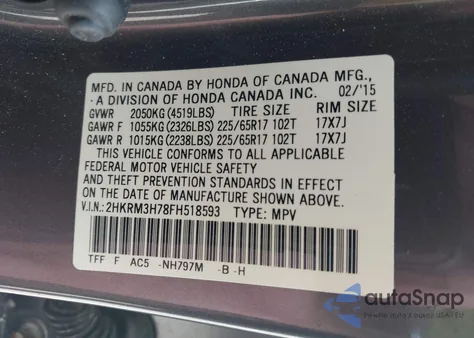 MFD. IN CANADA BY HONDA OF CANADA MFG.,
A DIVISION OF HONDA CANADA INC. 02/'15
GVWR 2050KG (4519LBS) TIRE SIZE RIM SIZE
GAWR F 1055KG (2326LBS) 225/65R17 102T 17X7J
GAWR R 1015KG (2238LBS) 225/65R17 102T 17X7J
THIS VEHICLE CONFORMS TO ALL APPLICABLE
FEDERAL MOTOR VEHICLE SAFETY, BUMPER, AND
THEFT PREVENTION STANDARDS IN EFFECT ON THE
DATE OF MANUFACTURE SHOWN ABOVE.
V.I.N.: 2HKRM3H78FH518593 TYPE: MPV
TFF F AC5 -NH797M -B -H
autaSnap